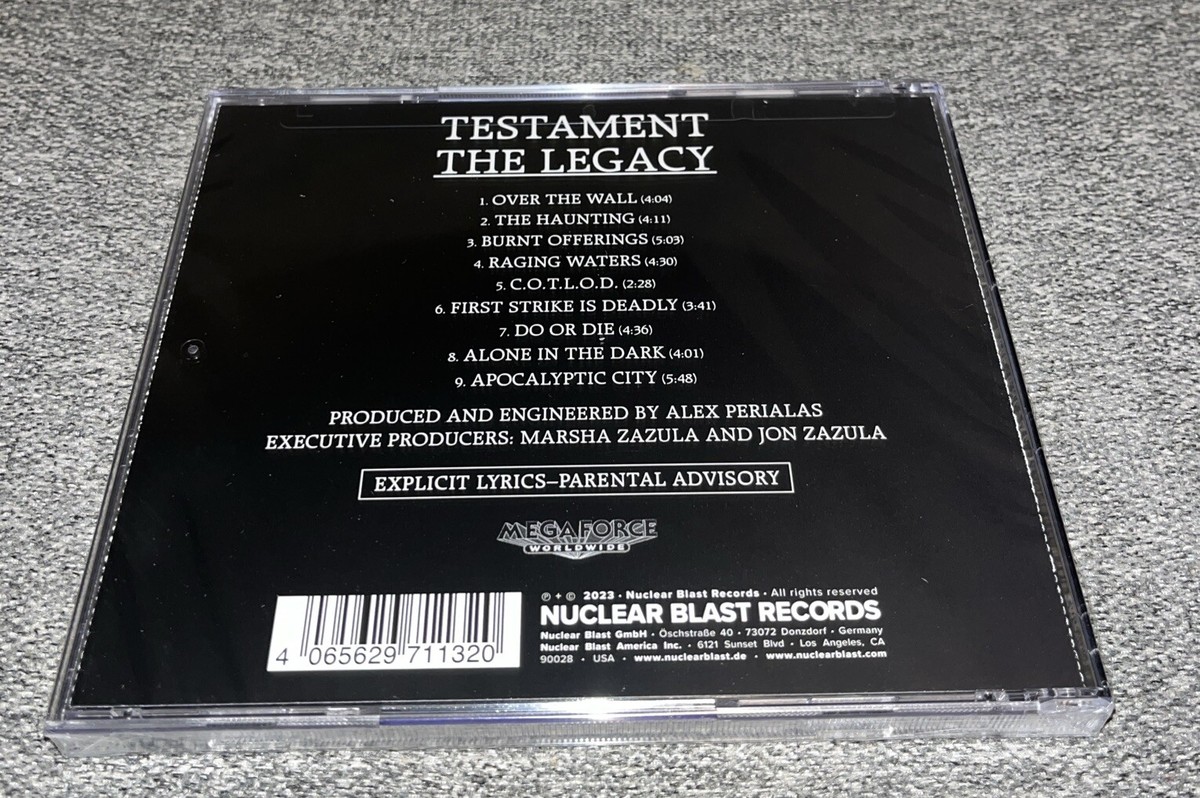 TESTAMENT
THE LEGACY
1. OVER THE WALL (4:04)
2. THE HAUNTING (4:11)
3. BURNT OFFERINGS (5:03)
4. RAGING WATERS (4:30)
5. C.O.T.L.O.D. (2:28)
6. FIRST STRIKE IS DEADLY (3:41)
7. DO OR DIE (4:36)
8. ALONE IN THE DARK (4:01)
9. APOCALYPTIC CITY (5:48)
PRODUCED AND ENGINEERED BY ALEX PERIALAS
EXECUTIVE PRODUCERS: MARSHA ZAZULA AND JON ZAZULA
EXPLICIT LYRICS–PARENTAL ADVISORY
MEGAFORCE
WORLDWIDE
4 065629 711320
℗ + © 2023 · Nuclear Blast Records · All rights reserved
NUCLEAR BLAST RECORDS
Nuclear Blast GmbH · Öschstraße 40 · 73072 Donzdorf · Germany
Nuclear Blast America Inc. · 6121 Sunset Blvd · Los Angeles, CA
90028 · USA · www.nuclearblast.de · www.nuclearblast.com